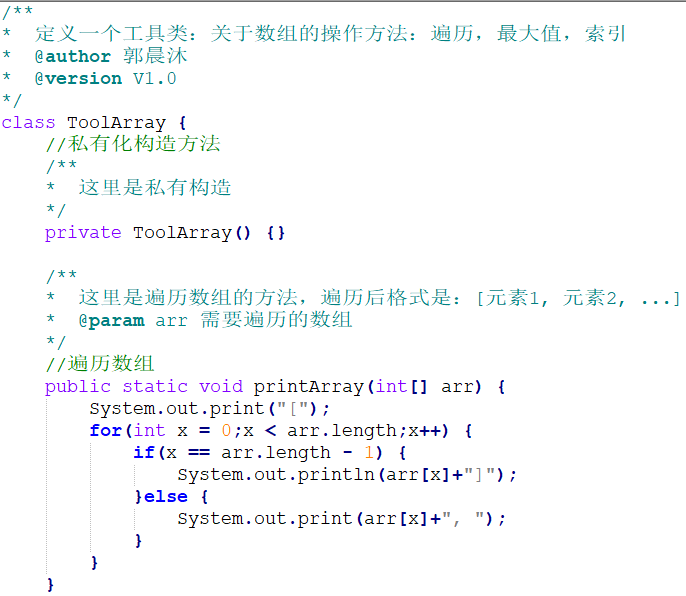 /**
*  定义一个工具类：关于数组的操作方法：遍历，最大值，索引
*  @author 郭晨沐
*  @version V1.0
*/
class ToolArray {
    //私有化构造方法
    /**
    *  这里是私有构造
    */
    private ToolArray() {}

    /**
    *  这里是遍历数组的方法，遍历后格式是：[元素1, 元素2, ...]
    *  @param arr 需要遍历的数组
    */
    //遍历数组
    public static void printArray(int[] arr) {
        System.out.print("[");
        for(int x = 0;x < arr.length;x++) {
            if(x == arr.length - 1) {
                System.out.println(arr[x]+"]");
            }else {
                System.out.print(arr[x]+", ");
            }
        }
    }